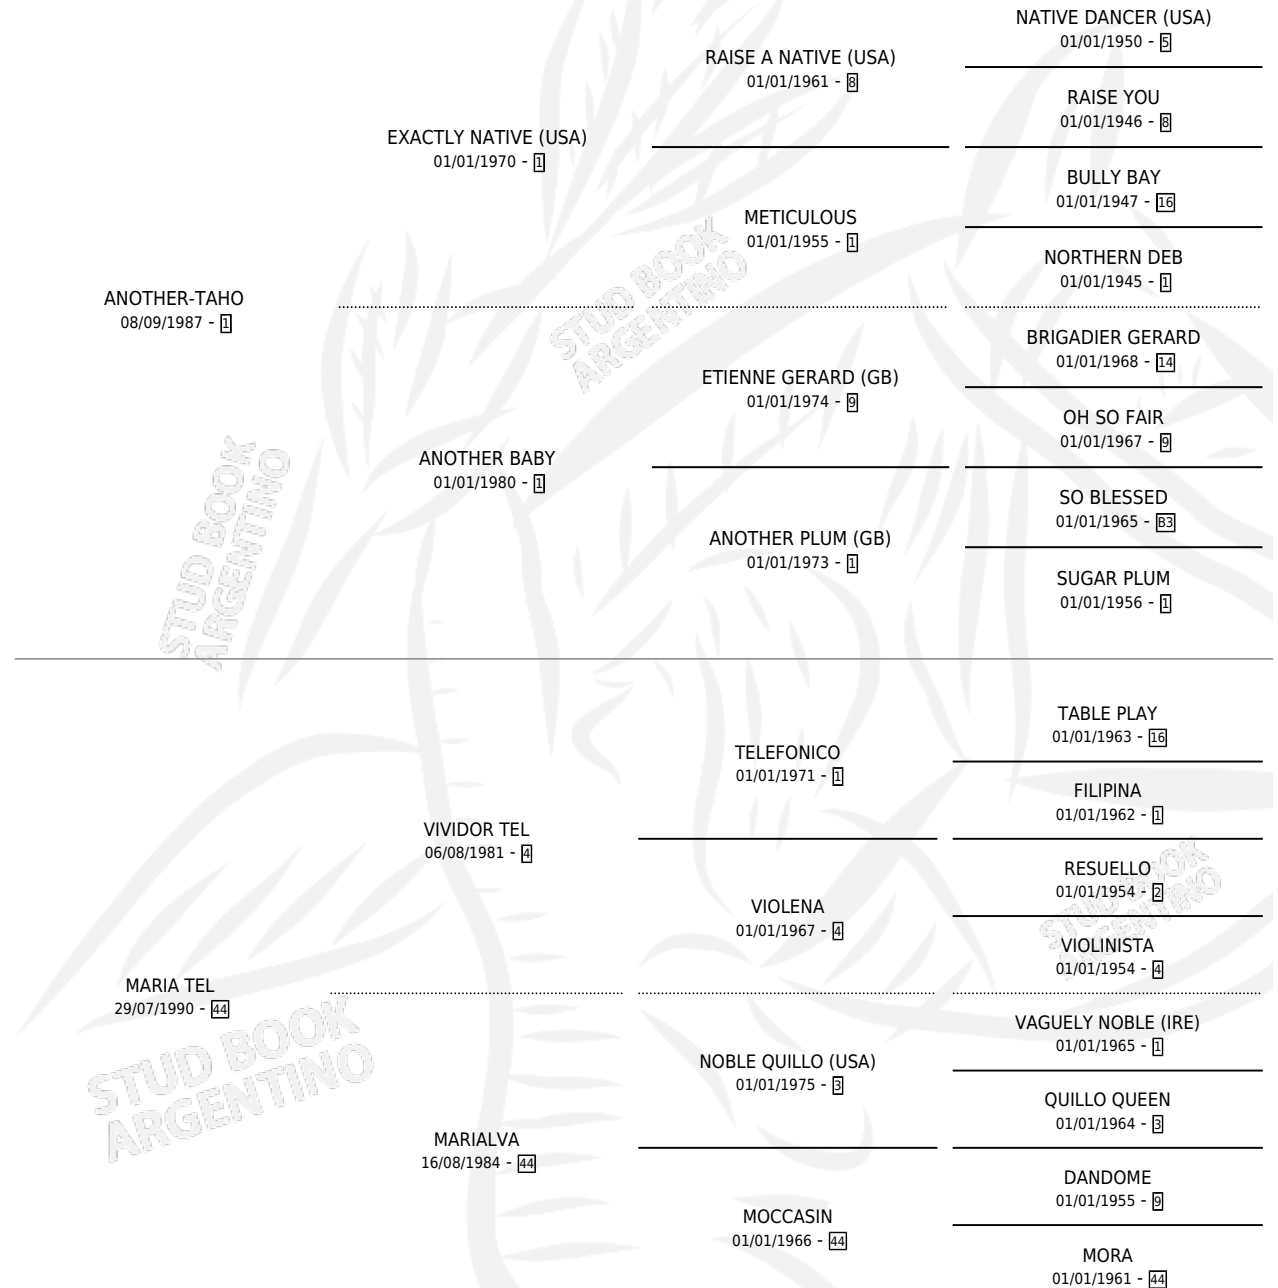 NATIVE DANCER (USA)
01/01/1950 - 5
RAISE A NATIVE (USA)
01/01/1961 - 8
RAISE YOU
01/01/1946 - 8
EXACTLY NATIVE (USA)
01/01/1970 - 1
BULLY BAY
01/01/1947 - 16
METICULOUS
01/01/1955 - 1
NORTHERN DEB
01/01/1945 - 1
ANOTHER-TAHO
08/09/1987 - 1
BRIGADIER GERARD
01/01/1968 - 14
ETIENNE GERARD (GB)
01/01/1974 - 9
OH SO FAIR
01/01/1967 - 9
ANOTHER BABY
01/01/1980 - 1
SO BLESSED
01/01/1965 - B3
ANOTHER PLUM (GB)
01/01/1973 - 1
SUGAR PLUM
01/01/1956 - 1
TABLE PLAY
01/01/1963 - 16
TELEFONICO
01/01/1971 - 1
FILIPINA
01/01/1962 - 1
VIVIDOR TEL
06/08/1981 - 4
RESUELLO
01/01/1954 - 2
VIOLENA
01/01/1967 - 4
VIOLINISTA
01/01/1954 - 4
MARIA TEL
29/07/1990 - 44
VAGUELY NOBLE (IRE)
01/01/1965 - 1
NOBLE QUILLO (USA)
01/01/1975 - 3
QUILLO QUEEN
01/01/1964 - 3
MARIALVA
16/08/1984 - 44
DANDOME
01/01/1955 - 9
MOCCASIN
01/01/1966 - 44
MORA
01/01/1961 - 44
STUD BOOK
ARGENTINO
STUD BOOK
ARGENTINO
STUD BOOK
ARGENTINO
STUD BOOK
ARGENTINO